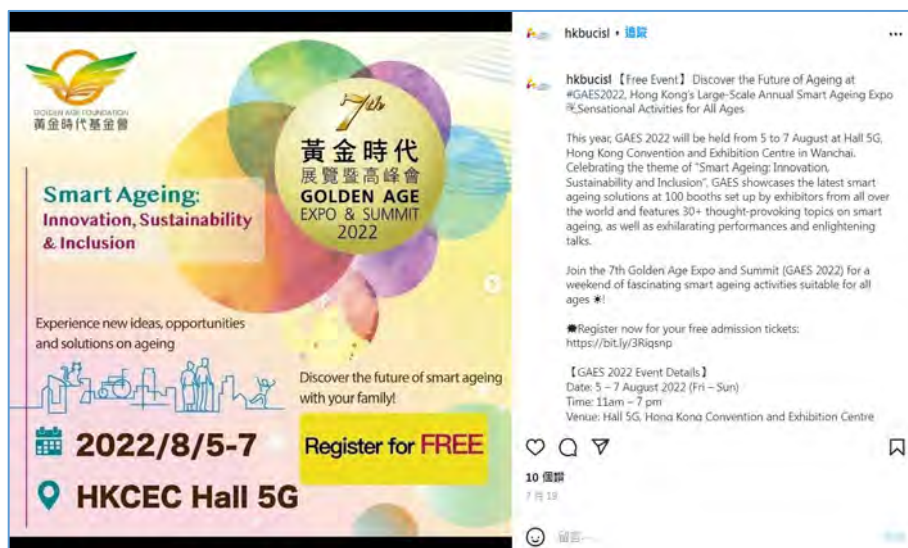 GOLDEN AGE FOUNDATION
黃金時代基金會
7th
黃金時代
展覽暨高峰會
GOLDEN AGE
EXPO & SUMMIT
2022
Smart Ageing:
Innovation, Sustainability
& Inclusion
Experience new ideas, opportunities
and solutions on ageing
Discover the future of smart ageing
with your family!
2022/8/5-7
Register for FREE
HKCEC Hall 5G
hkbucisl • 追蹤
hkbucisl【Free Event】Discover the Future of Ageing at
#GAES2022, Hong Kong's Large-Scale Annual Smart Ageing Expo
Sensational Activities for All Ages
This year, GAES 2022 will be held from 5 to 7 August at Hall 5G,
Hong Kong Convention and Exhibition Centre in Wanchai.
Celebrating the theme of "Smart Ageing: Innovation,
Sustainability and Inclusion", GAES showcases the latest smart
ageing solutions at 100 booths set up by exhibitors from all over
the world and features 30+ thought-provoking topics on smart
ageing, as well as exhilarating performances and enlightening
talks.
Join the 7th Golden Age Expo and Summit (GAES 2022) for a
weekend of fascinating smart ageing activities suitable for all
ages ☀!
Register now for your free admission tickets:
https://bit.ly/3Riqsnp
【GAES 2022 Event Details】
Date: 5 – 7 August 2022 (Fri – Sun)
Time: 11am – 7 pm
Venue: Hall 5G, Hong Kong Convention and Exhibition Centre
10 個讚
7 月 19
留言⋯